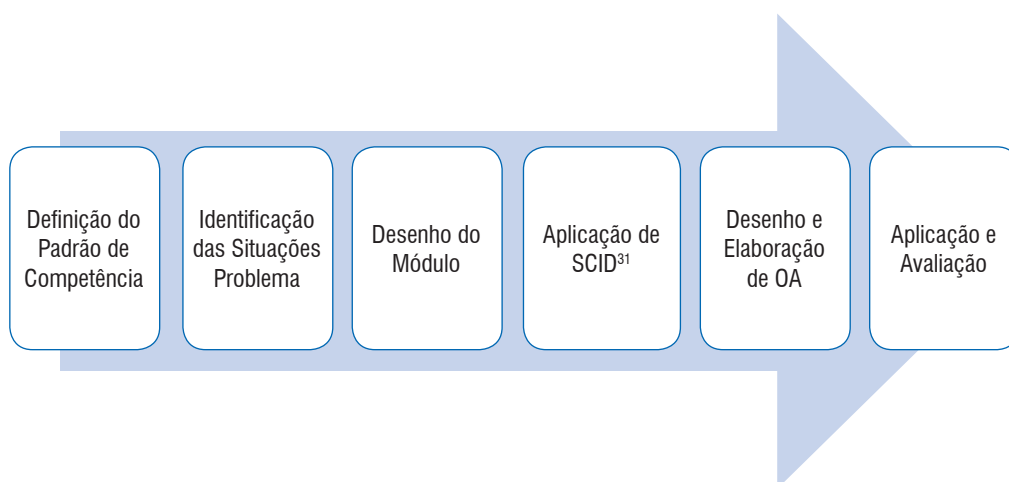 Definição do
Padrão de
Competência
Identificação
das Situações
Problema
Desenho do
Módulo
Aplicação de
SCID³¹
Desenho e
Elaboração
de OA
Aplicação e
Avaliação